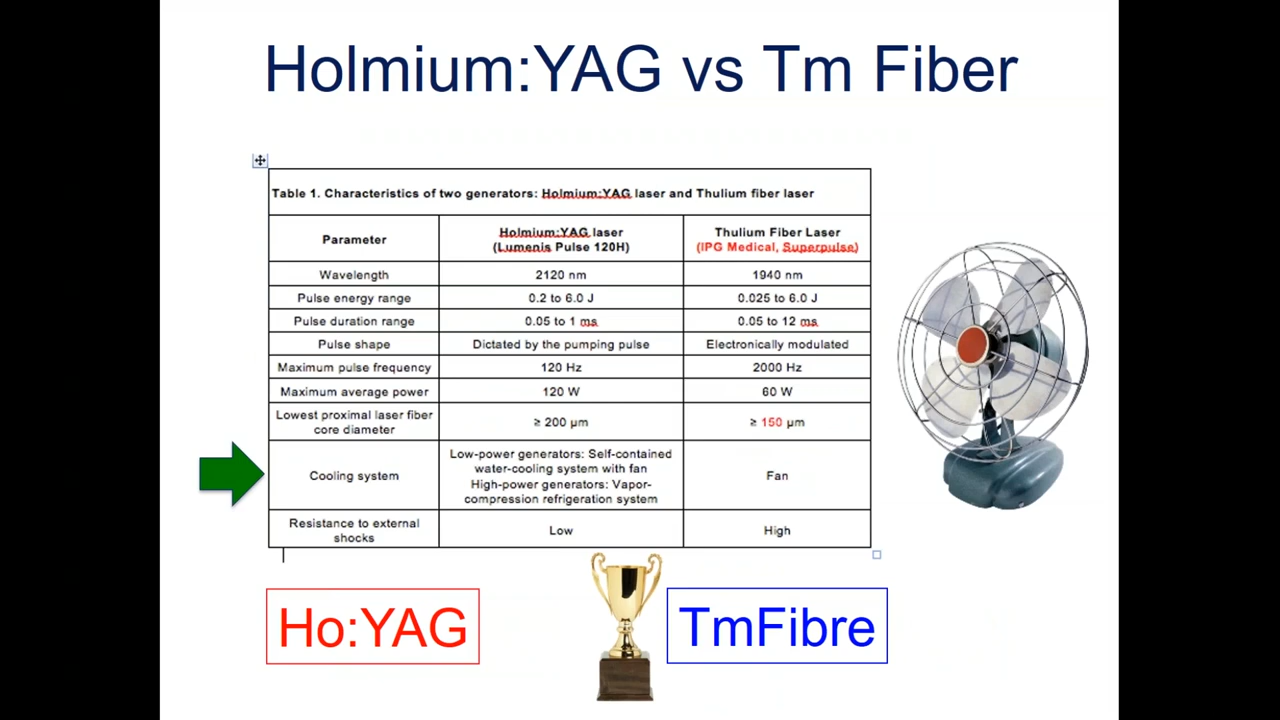 Holmium:YAG vs Tm Fiber
Table 1. Characteristics of two generators: Holmium:YAG laser and Thulium fiber laser
Parameter
Holmium:YAG laser
(Lumenis Pulse 120H)
Thulium Fiber Laser
(IPG Medical, Superpulse)
Wavelength
2120 nm
1940 nm
Pulse energy range
0.2 to 6.0 J
0.025 to 6.0 J
Pulse duration range
0.05 to 1 ms
0.05 to 12 ms
Pulse shape
Dictated by the pumping pulse
Electronically modulated
Maximum pulse frequency
120 Hz
2000 Hz
Maximum average power
120 W
60 W
Lowest proximal laser fiber
core diameter
≥ 200 µm
≥ 150 µm
Cooling system
Low-power generators: Self-contained
water-cooling system with fan
High-power generators: Vapor-
compression refrigeration system
Fan
Resistance to external
shocks
Low
High
Ho:YAG
TmFibre